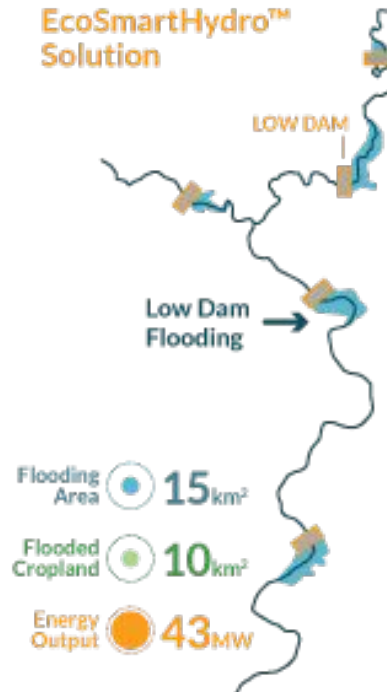 EcoSmartHydro™
Solution
LOW DAM
Low Dam
Flooding
Flooding
Area
15km²
Flooded
Cropland
10km²
Energy
Output
43MW